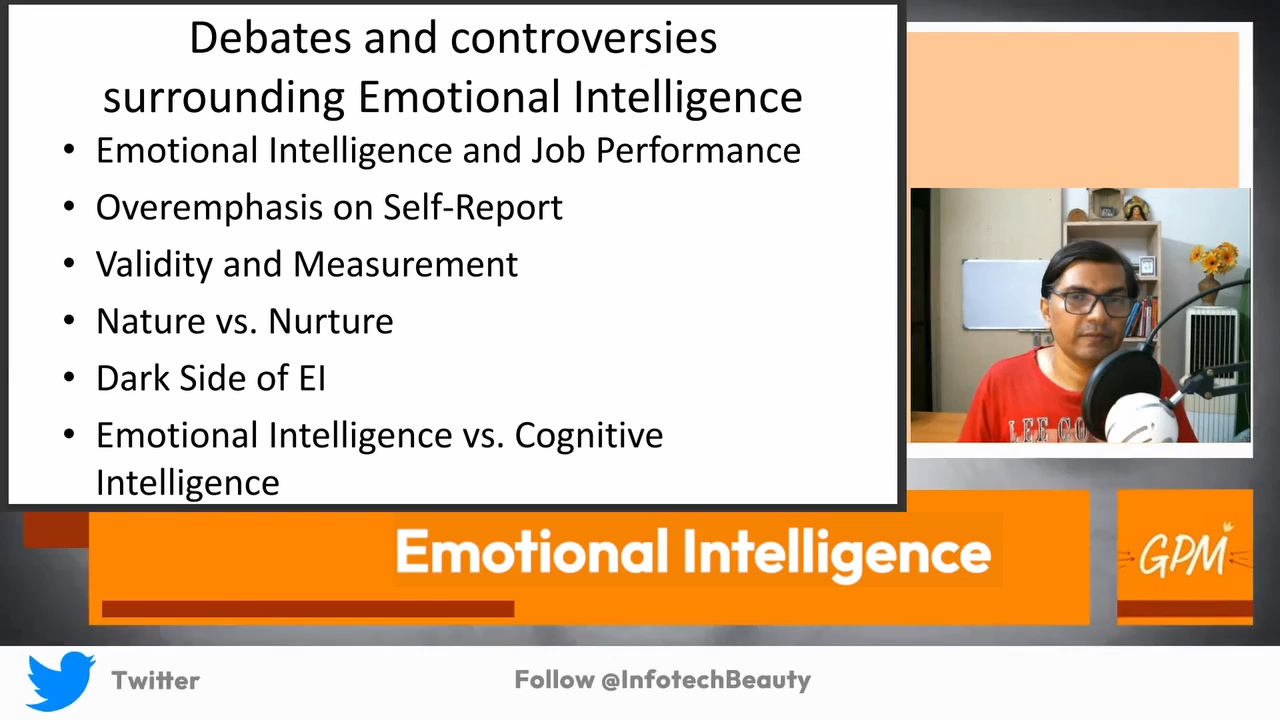 Debates and controversies
surrounding Emotional Intelligence
• Emotional Intelligence and Job Performance
• Overemphasis on Self-Report
• Validity and Measurement
• Nature vs. Nurture
• Dark Side of EI
• Emotional Intelligence vs. Cognitive
Intelligence
LEE CO
Emotional Intelligence
GPM
Twitter
Follow @InfotechBeauty